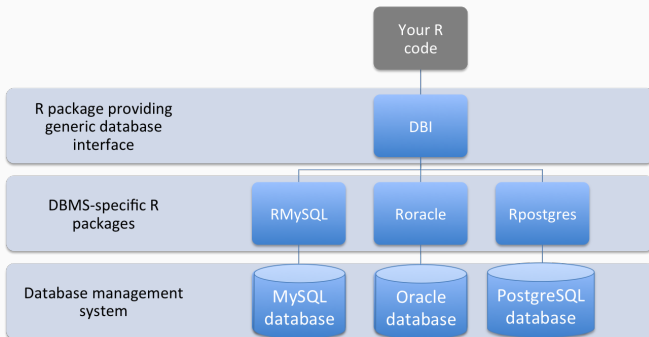 Your R
code
R package providing
generic database
interface
DBI
DBMS-specific R
packages
RMySQL
Roracle
Rpostgres
Database management
system
MySQL
database
Oracle
database
PostgreSQL
database